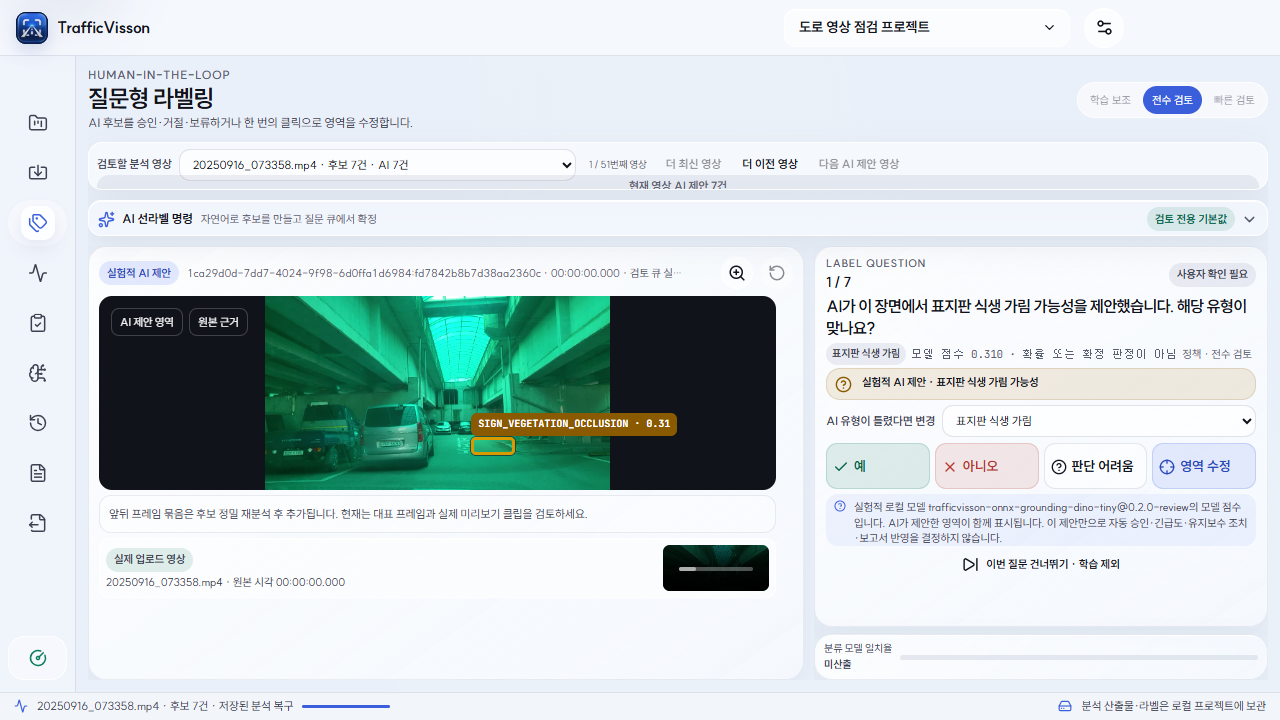 TrafficVisson
도로 영상 점검 프로젝트
HUMAN-IN-THE-LOOP
질문형 라벨링
AI 후보를 승인·거절·보류하거나 한 번의 클릭으로 영역을 수정합니다.
학습 보조
전수 검토
빠른 검토
검토할 분석 영상
20250916_073358.mp4 · 후보 7건 · AI 7건
1 / 51번째 영상
더 최신 영상
더 이전 영상
다음 AI 제안 영상
현재 영상 AI 제안 7건
AI 선라벨 명령
자연어로 후보를 만들고 질문 큐에서 확정
검토 전용 기본값
실험적 AI 제안
1ca29d0d-7dd7-4024-9f98-6d0ffa1d6984:fd7842b8b7d38aa2360c · 00:00:00.000 · 검토 큐 실···
AI 제안 영역
원본 근거
SIGN_VEGETATION_OCCLUSION · 0.31
앞뒤 프레임 묶음은 후보 정밀 재분석 후 추가됩니다. 현재는 대표 프레임과 실제 미리보기 클립을 검토하세요.
실제 업로드 영상
20250916_073358.mp4 · 원본 시각 00:00:00.000
LABEL QUESTION
1 / 7
사용자 확인 필요
AI가 이 장면에서 표지판 식생 가림 가능성을 제안했습니다. 해당 유형이
맞나요?
표지판 식생 가림
모델 점수 0.310 · 확률 또는 확정 판정이 아님
정책 · 전수 검토
실험적 AI 제안 · 표지판 식생 가림 가능성
AI 유형이 틀렸다면 변경
표지판 식생 가림
예
아니오
판단 어려움
영역 수정
실험적 로컬 모델 trafficvisson-onnx-grounding-dino-tiny@0.2.0-review의 모델 점수
입니다. AI가 제안한 영역이 함께 표시됩니다. 이 제안만으로 자동 승인·긴급도·유지보수 조치
·보고서 반영을 결정하지 않습니다.
이번 질문 건너뛰기 · 학습 제외
분류 모델 일치율
미산출
20250916_073358.mp4 · 후보 7건 · 저장된 분석 복구
분석 산출물·라벨은 로컬 프로젝트에 보관